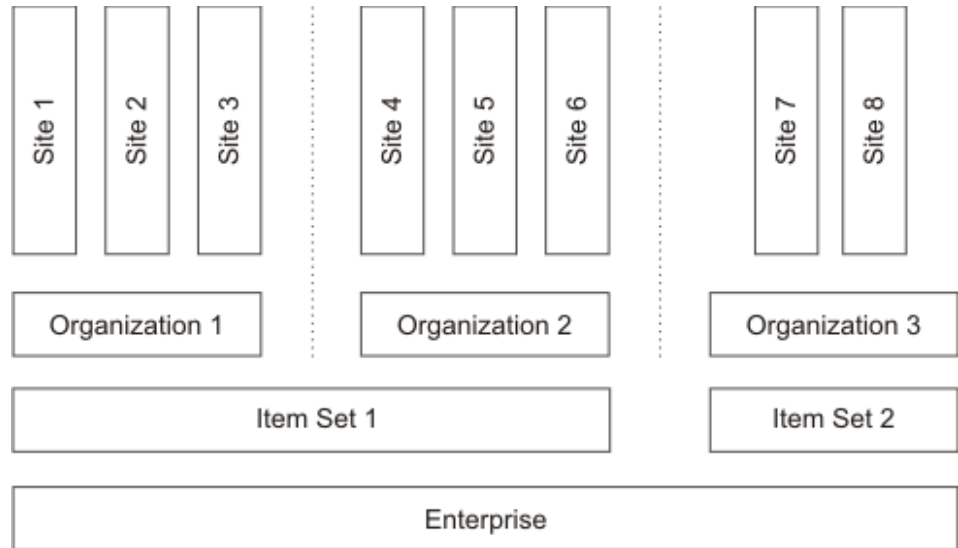 Site 1
Site 2
Site 3
Site 4
Site 5
Site 6
Site 7
Site 8
Organization 1
Organization 2
Organization 3
Item Set 1
Item Set 2
Enterprise